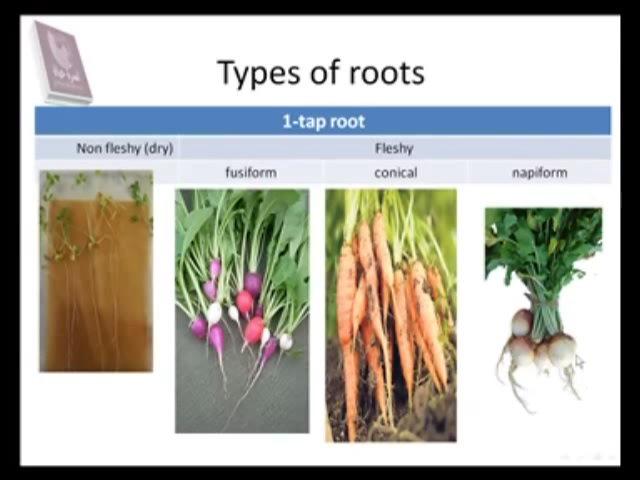 Types of roots
1-tap root
Non fleshy (dry) Fleshy
fusiform conical napiform